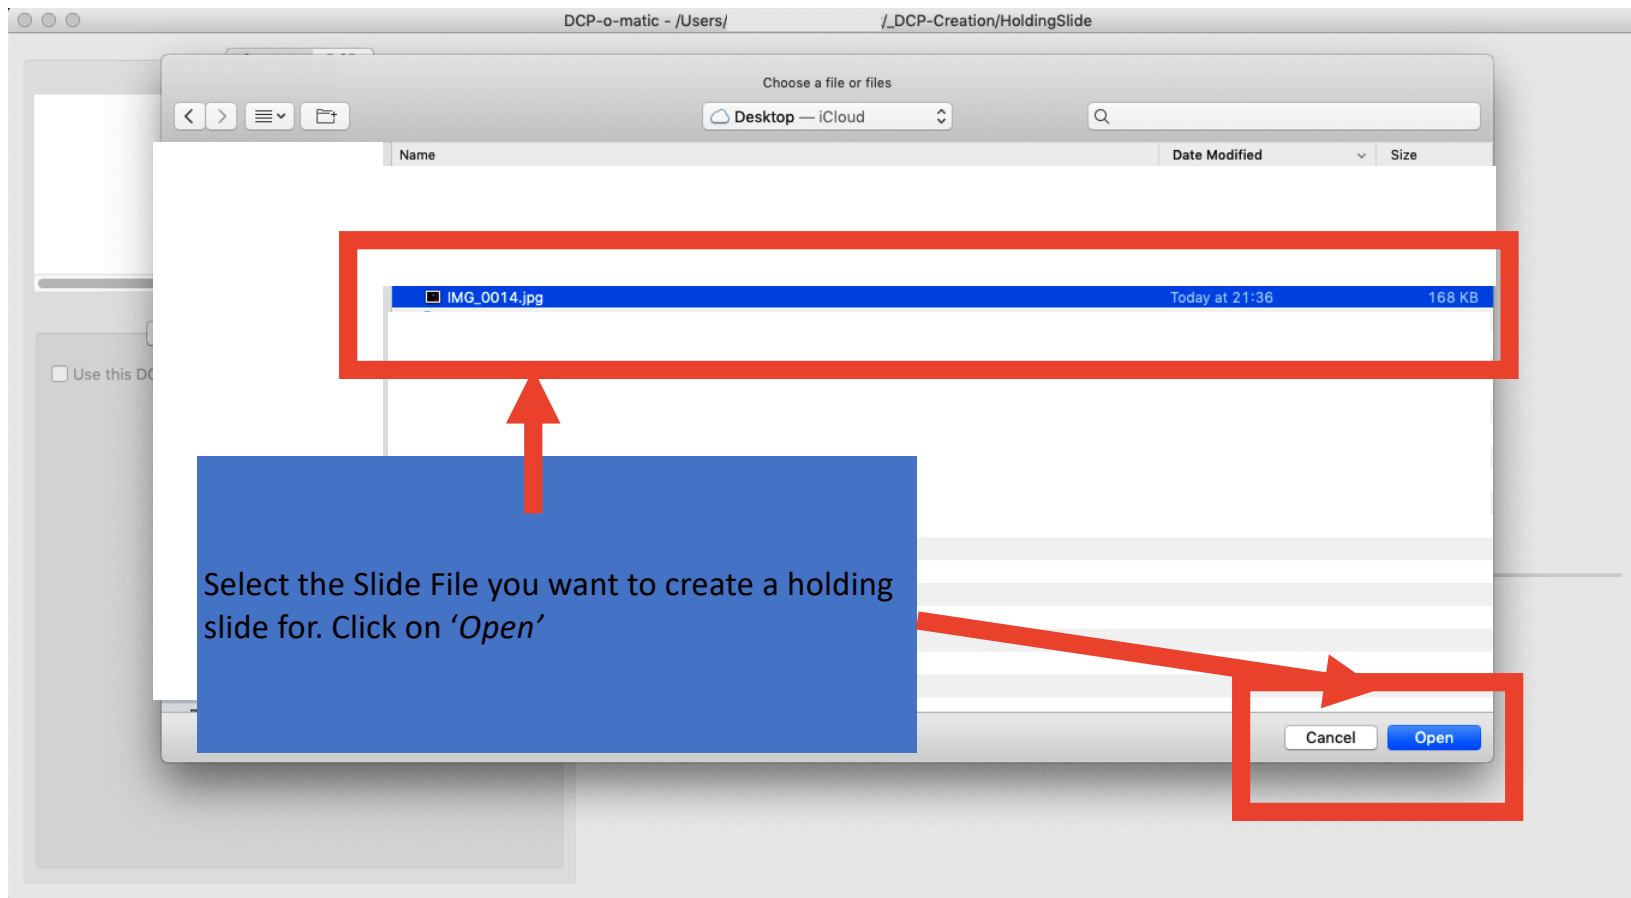 DCP-o-matic - /Users/ /_DCP-Creation/HoldingSlide
Choose a file or files
Desktop — iCloud
Name Date Modified Size
IMG_0014.jpg Today at 21:36 168 KB
Use this DC
Select the Slide File you want to create a holding
slide for. Click on ‘Open’
Cancel Open